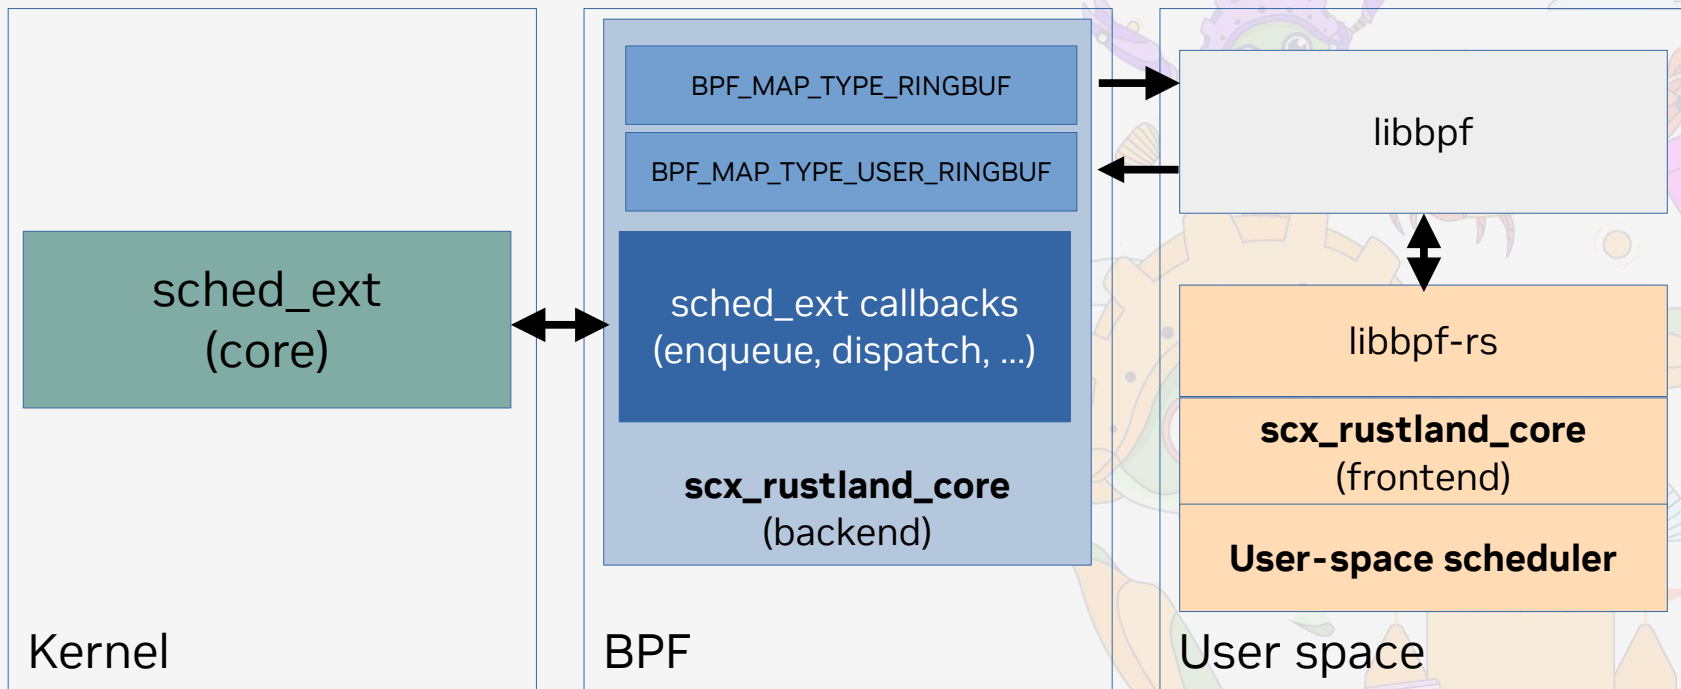 sched_ext
(core)
Kernel
BPF_MAP_TYPE_RINGBUF
BPF_MAP_TYPE_USER_RINGBUF
sched_ext callbacks
(enqueue, dispatch, ...)
scx_rustland_core
(backend)
BPF
libbpf
libbpf-rs
scx_rustland_core
(frontend)
User-space scheduler
User space